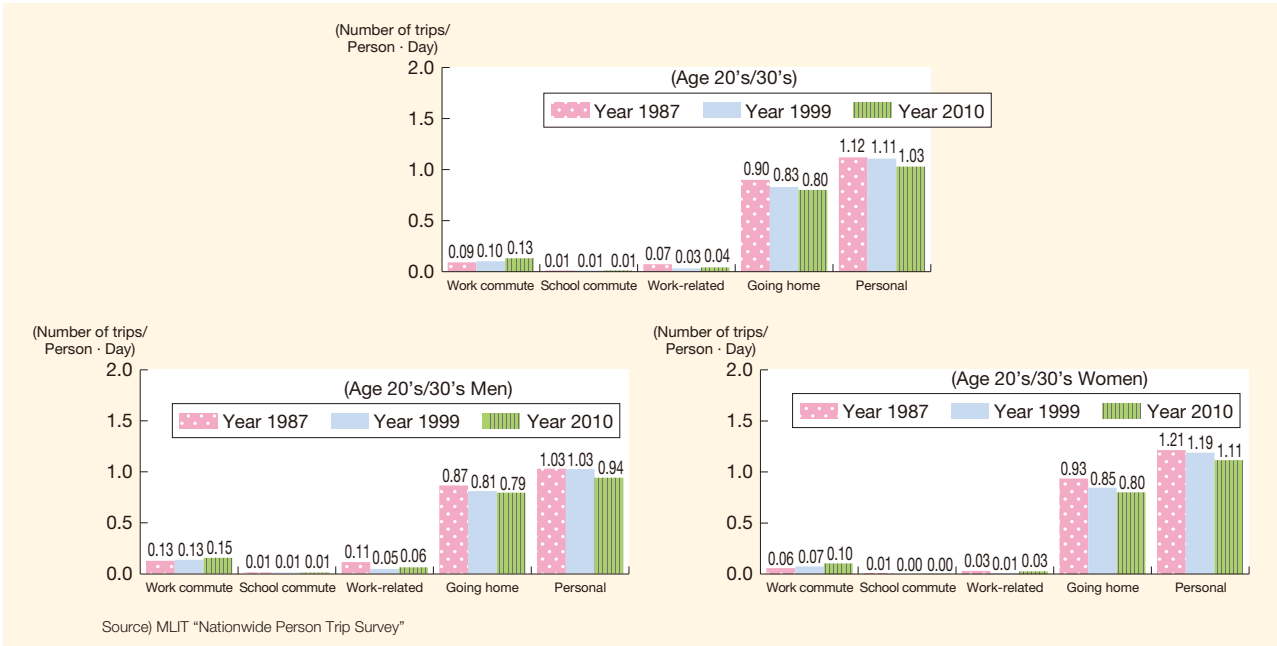 (Number of trips/
Person · Day)
(Age 20's/30's)
Year 1987 Year 1999 Year 2010
2.0
1.5
1.0
0.5
0.0
0.09 0.10 0.13
0.01 0.01 0.01
0.07 0.03 0.04
0.90 0.83 0.80
1.12 1.11 1.03
Work commute School commute Work-related Going home Personal
(Number of trips/
Person · Day)
(Age 20's/30's Men)
Year 1987 Year 1999 Year 2010
2.0
1.5
1.0
0.5
0.0
0.13 0.13 0.15
0.01 0.01 0.01
0.11 0.05 0.06
0.87 0.81 0.79
1.03 1.03 0.94
Work commute School commute Work-related Going home Personal
(Number of trips/
Person · Day)
(Age 20's/30's Women)
Year 1987 Year 1999 Year 2010
2.0
1.5
1.0
0.5
0.0
0.06 0.07 0.10
0.01 0.00 0.00
0.03 0.01 0.03
0.93 0.85 0.80
1.21 1.19 1.11
Work commute School commute Work-related Going home Personal
Source) MLIT “Nationwide Person Trip Survey”